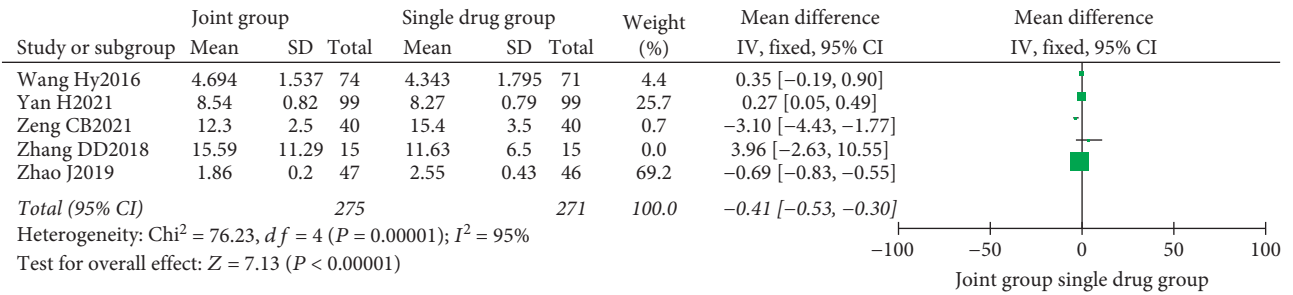 Joint group Single drug group Weight Mean difference Mean difference
Study or subgroup Mean SD Total Mean SD Total (%) IV, fixed, 95% CI IV, fixed, 95% CI
Wang Hy2016 4.694 1.537 74 4.343 1.795 71 4.4 0.35 [−0.19, 0.90]
Yan H2021 8.54 0.82 99 8.27 0.79 99 25.7 0.27 [0.05, 0.49]
Zeng CB2021 12.3 2.5 40 15.4 3.5 40 0.7 −3.10 [−4.43, −1.77]
Zhang DD2018 15.59 11.29 15 11.63 6.5 15 0.0 3.96 [−2.63, 10.55]
Zhao J2019 1.86 0.2 47 2.55 0.43 46 69.2 −0.69 [−0.83, −0.55]
Total (95% CI) 275 271 100.0 −0.41 [−0.53, −0.30]
Heterogeneity: Chi² = 76.23, df = 4 (P = 0.00001); I² = 95%
Test for overall effect: Z = 7.13 (P < 0.00001)
−100 −50 0 50 100
Joint group single drug group